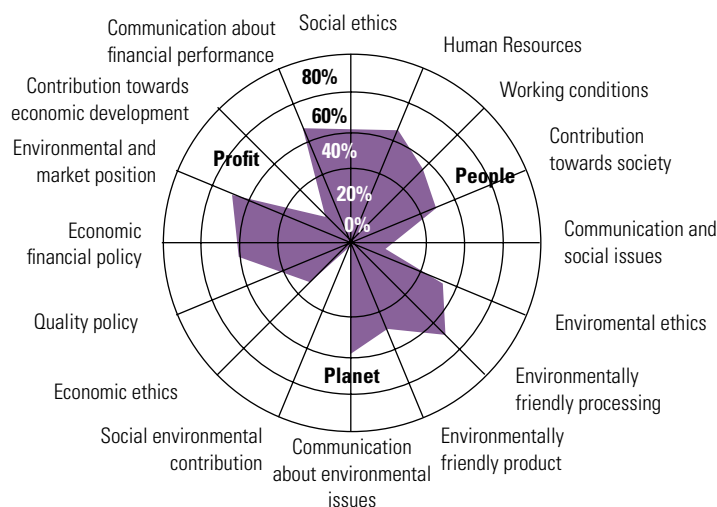 Social ethics
Human Resources
Working conditions
Contribution
towards society
Communication and
social issues
Enviromental ethics
Environmentally
friendly processing
Environmentally
friendly product
Communication
about environmental
issues
Social environmental
contribution
Economic ethics
Quality policy
Economic
financial policy
Environmental and
market position
Contribution towards
economic development
Communication about
financial performance
80%
60%
40%
20%
0%
Profit
People
Planet